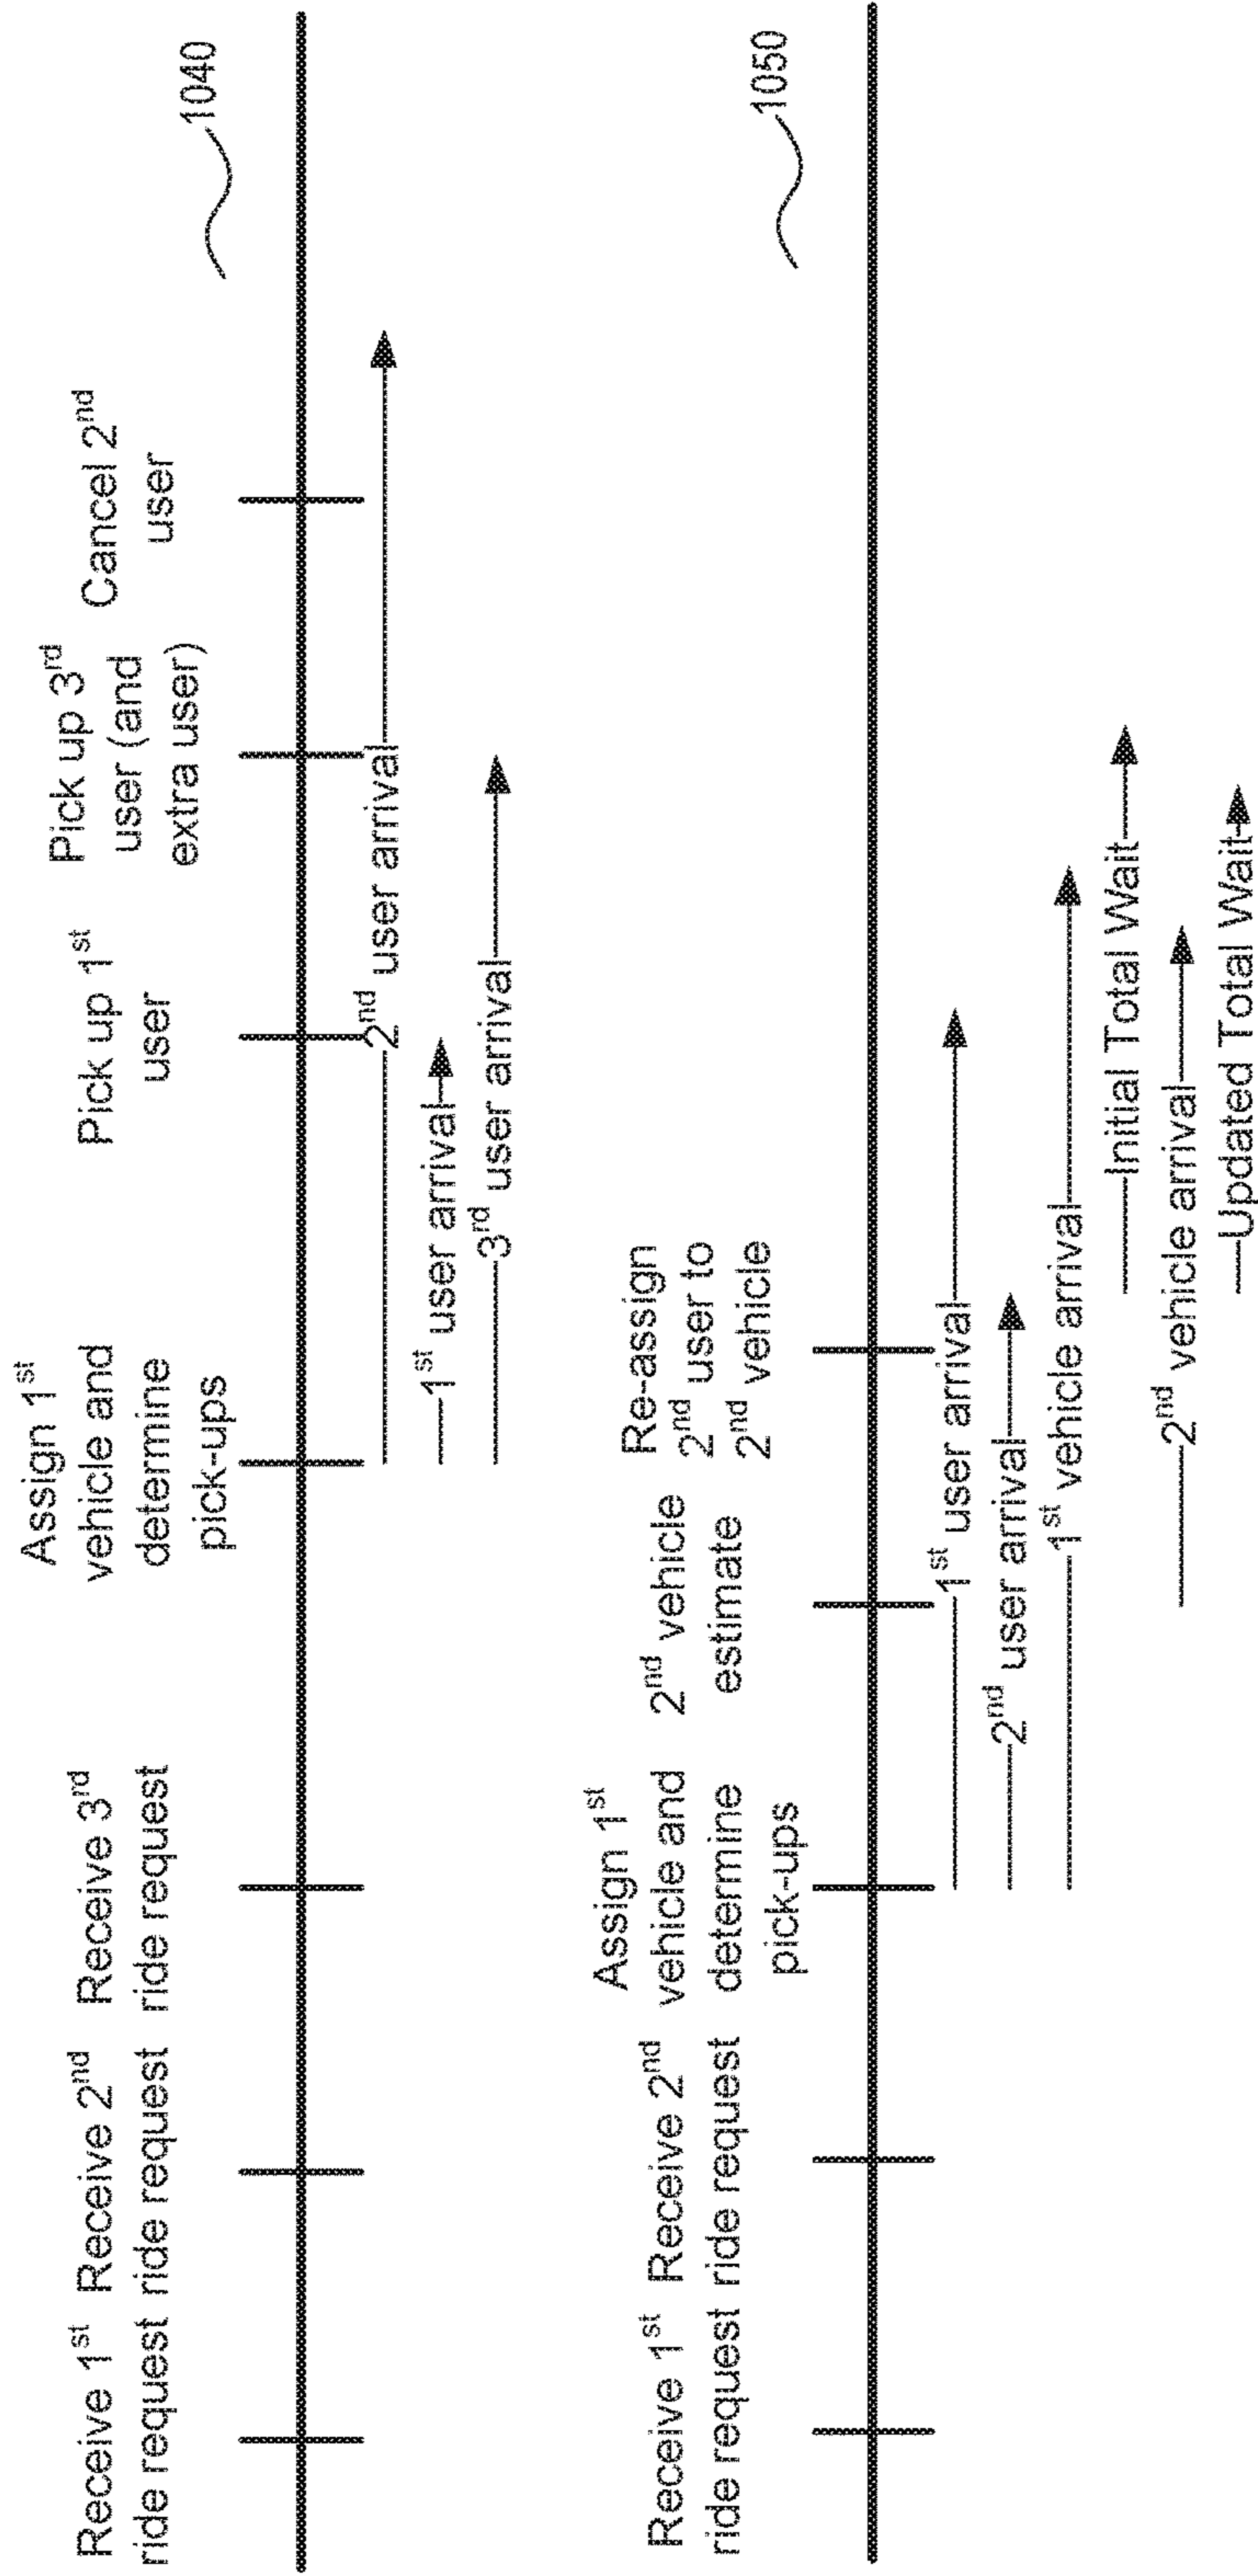 Receive 1st
ride request
Receive 2nd
ride request
Receive 3rd
ride request
Assign 1st
vehicle and
determine
pick-ups
Pick up 1st
user
Pick up 3rd
user (and
extra user)
Cancel 2nd
user
1040
2nd user arrival
1st user arrival
3rd user arrival
Receive 1st
ride request
Receive 2nd
ride request
Assign 1st
vehicle and
determine
pick-ups
2nd vehicle
estimate
Re-assign
2nd user to
2nd vehicle
1050
1st user arrival
2nd user arrival
1st vehicle arrival
Initial Total Wait
2nd vehicle arrival
Updated Total Wait